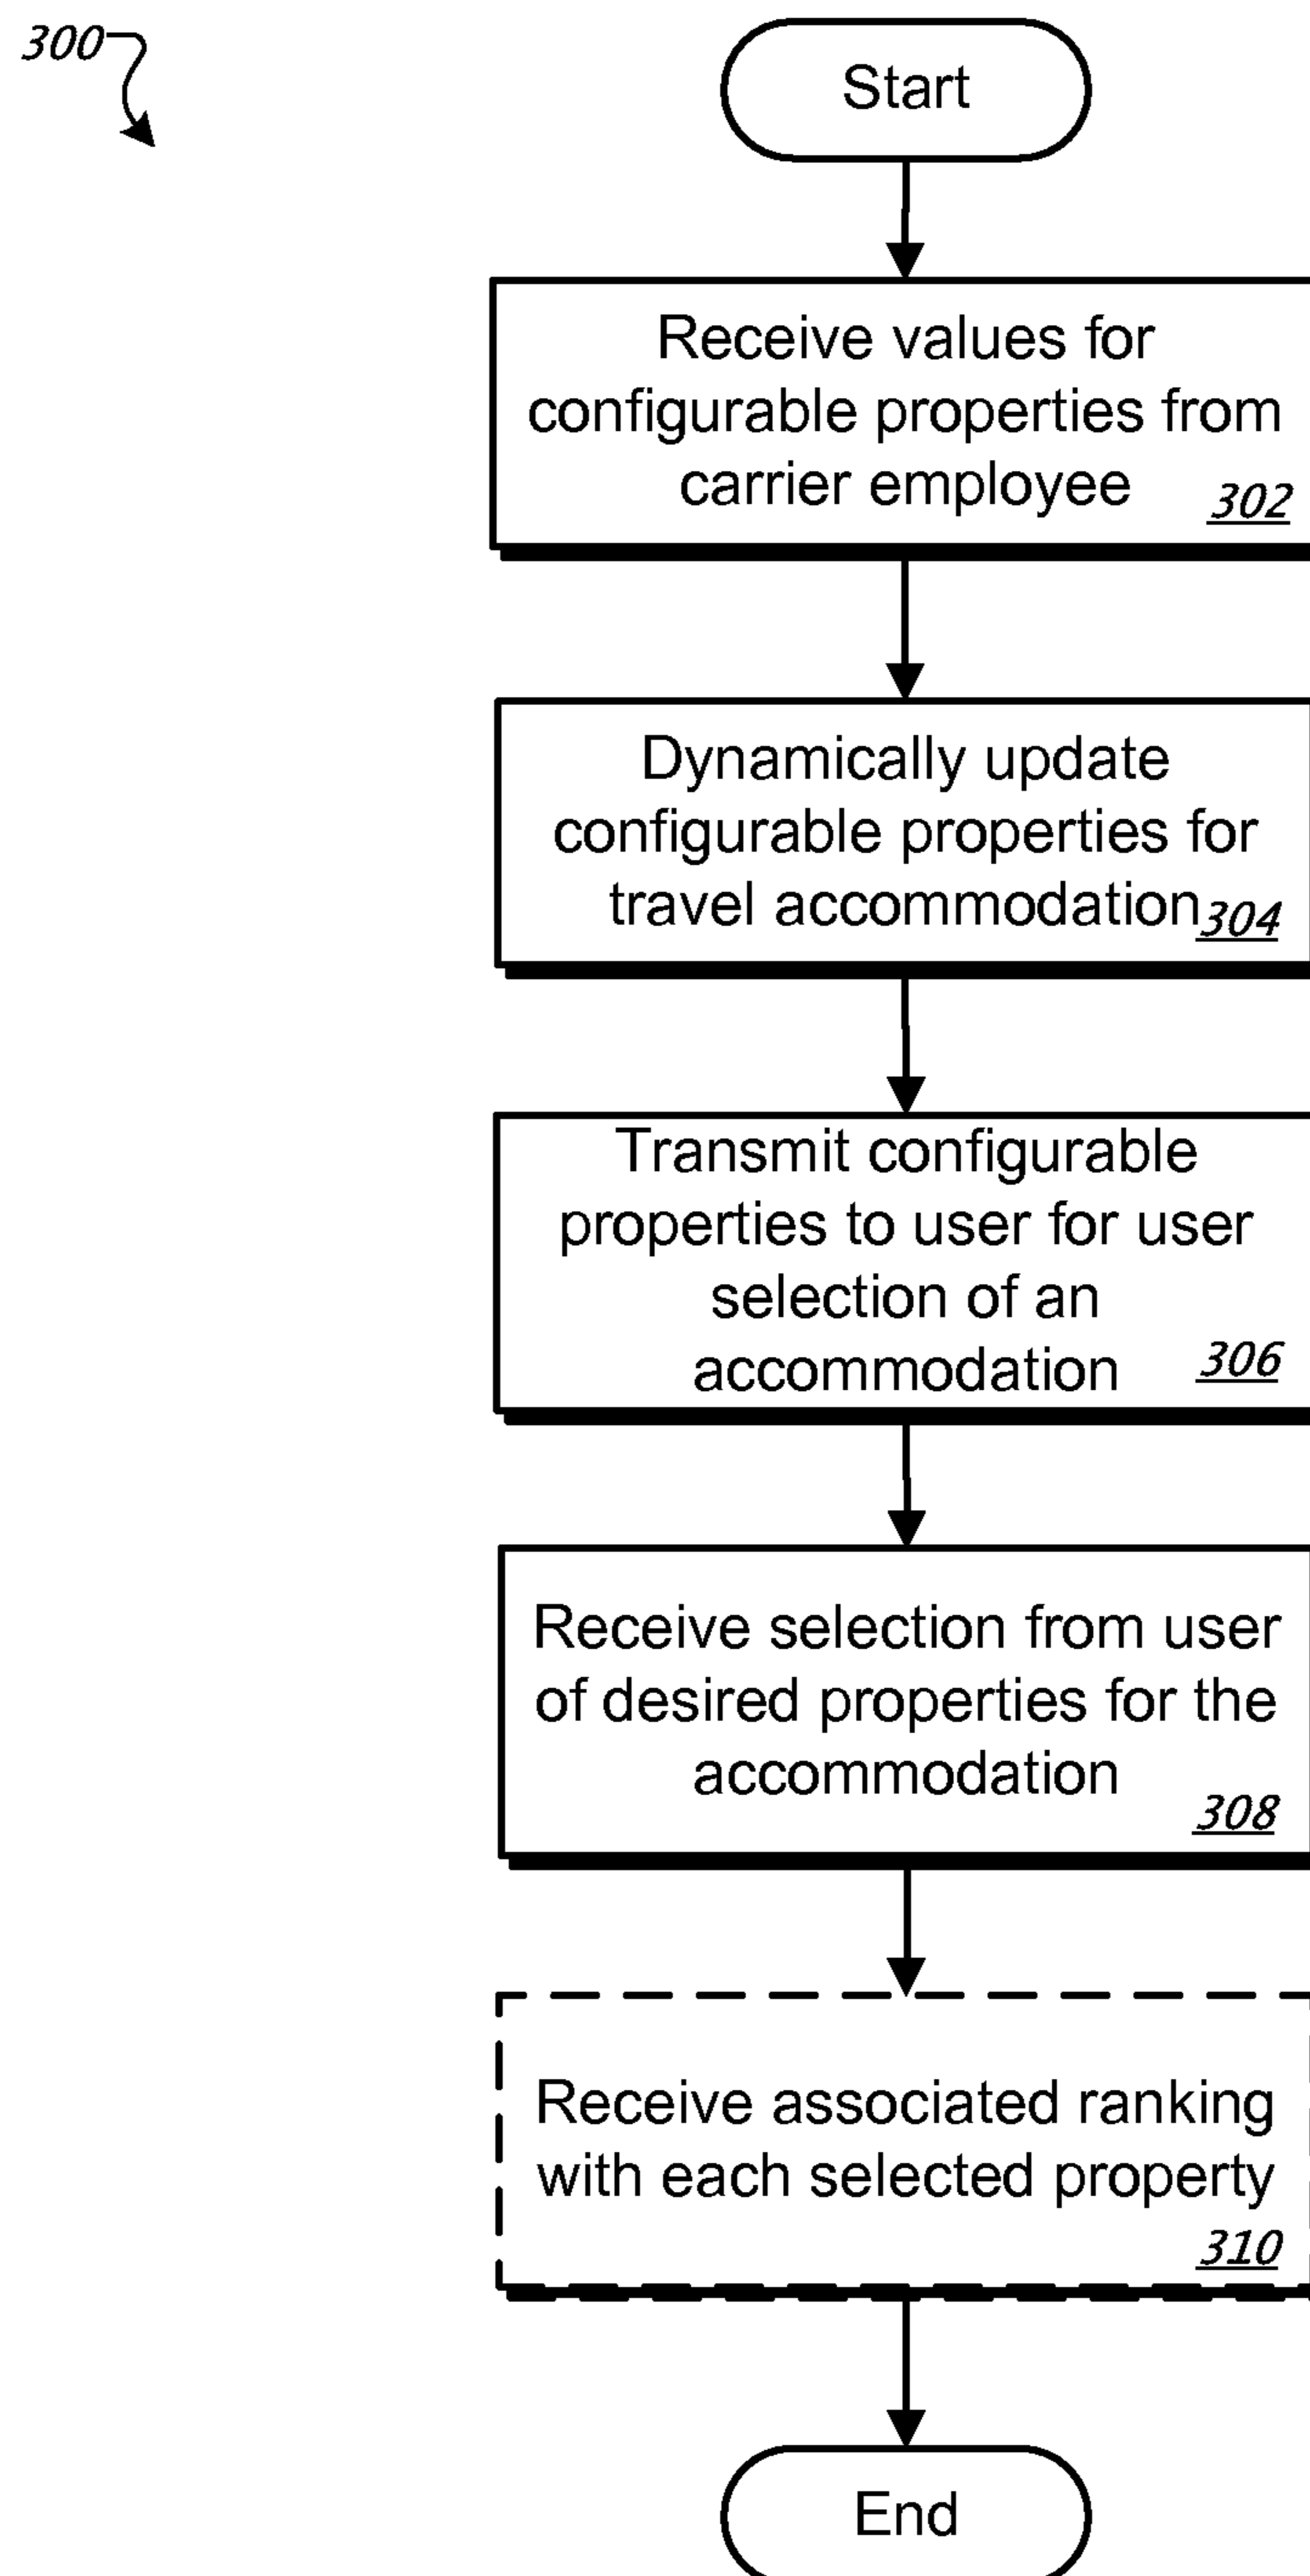 300
Start
Receive values for
configurable properties from
carrier employee 302
Dynamically update
configurable properties for
travel accommodation 304
Transmit configurable
properties to user for user
selection of an
accommodation 306
Receive selection from user
of desired properties for the
accommodation
308
Receive associated ranking
with each selected property
310
End